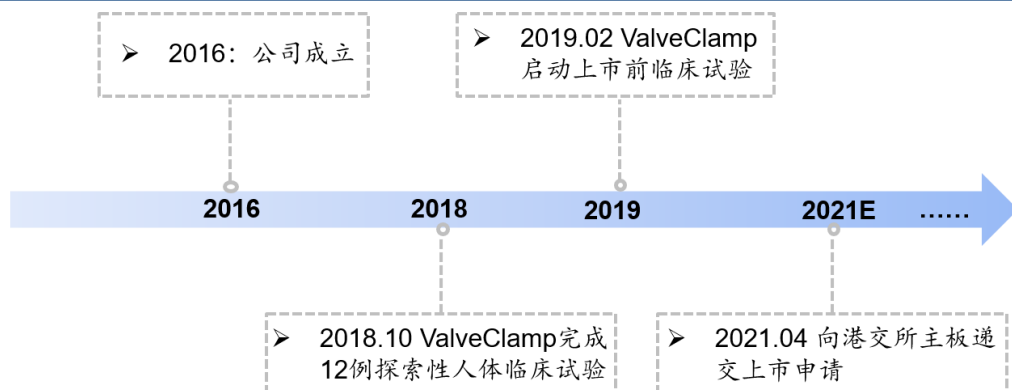 ➢ 2016：公司成立
➢ 2019.02 ValveClamp
启动上市前临床试验
2016
2018
2019
2021E
……
➢ 2018.10 ValveClamp完成
12例探索性人体临床试验
➢ 2021.04 向港交所主板递
交上市申请